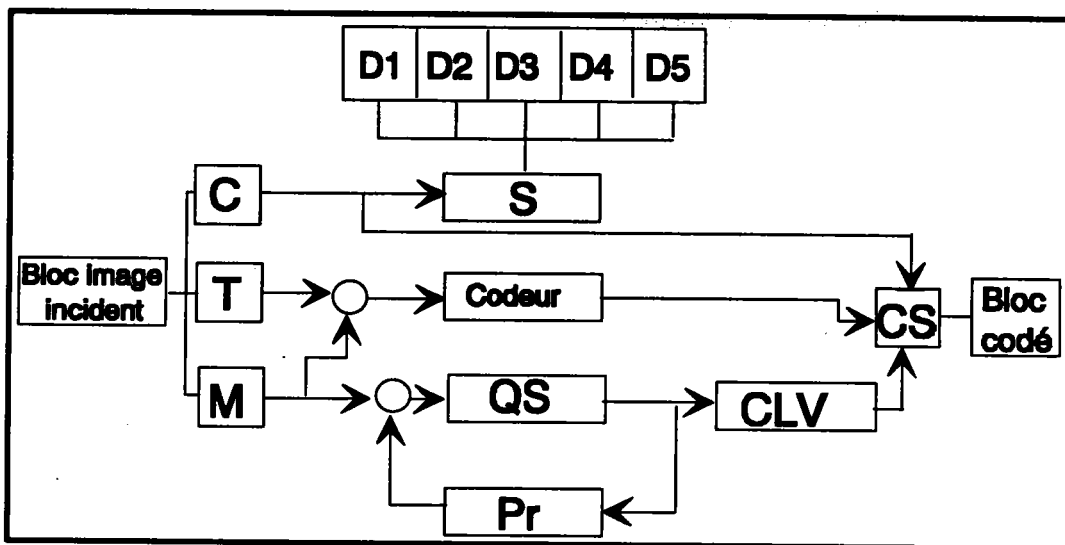 D1 D2 D3 D4 D5
C
S
Bloc image
incident
T
Codeur
CS
Bloc
codé
M
QS
CLV
Pr